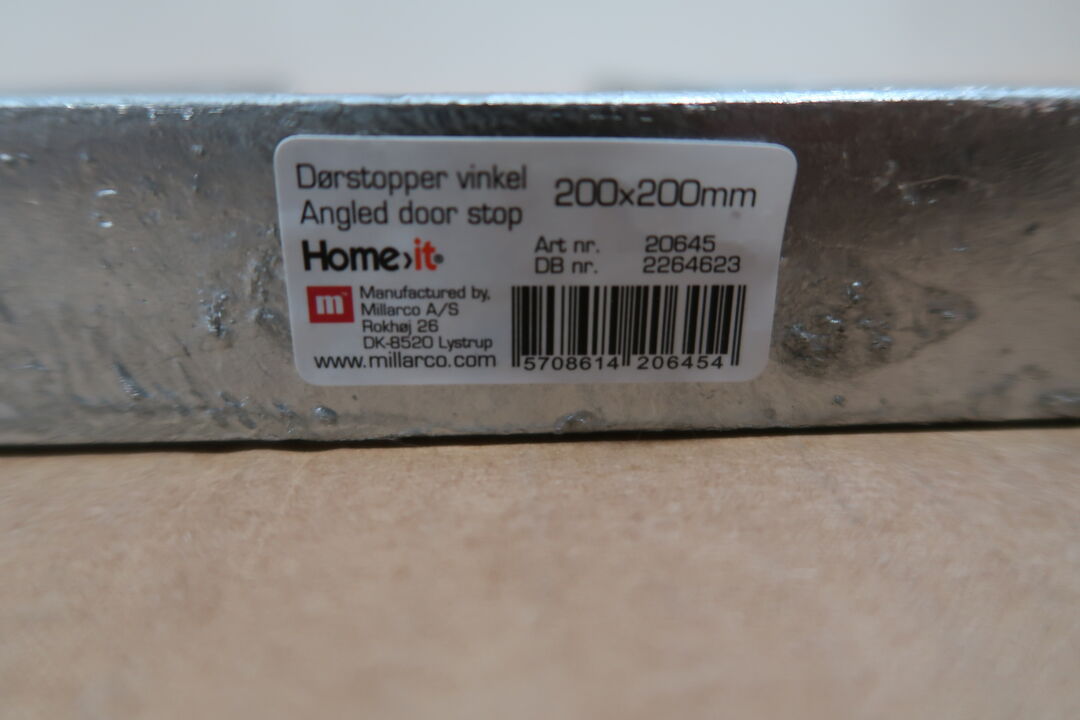 Dørstopper vinkel
Angled door stop
200x200mm
Home›it
Art nr. 20645
DB nr. 2264623
m
Manufactured by,
Millarco A/S
Rokhøj 26
DK-8520 Lystrup
www.millarco.com
5708614 206454